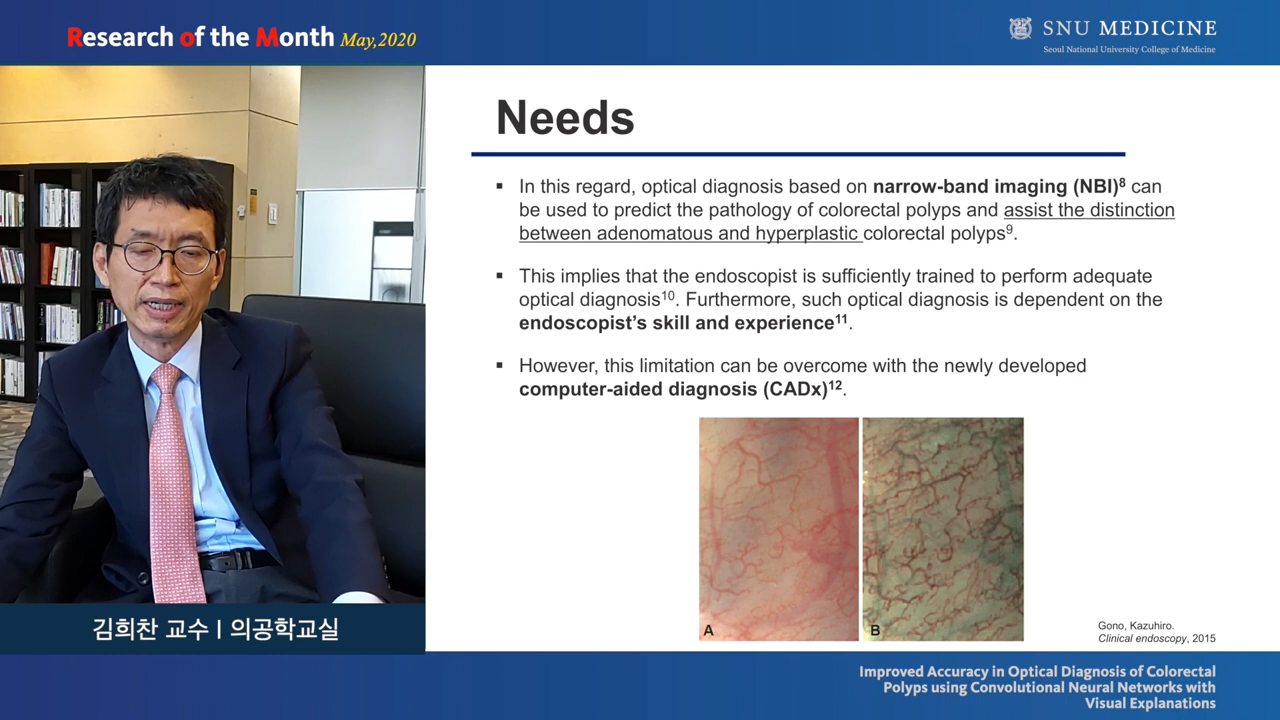 Research of the Month May,2020
SNU MEDICINE
Seoul National University College of Medicine
Needs
▪ In this regard, optical diagnosis based on narrow-band imaging (NBI)⁸ can
be used to predict the pathology of colorectal polyps and assist the distinction
between adenomatous and hyperplastic colorectal polyps⁹.
▪ This implies that the endoscopist is sufficiently trained to perform adequate
optical diagnosis¹⁰. Furthermore, such optical diagnosis is dependent on the
endoscopist's skill and experience¹¹.
▪ However, this limitation can be overcome with the newly developed
computer-aided diagnosis (CADx)¹².
A
B
Gono, Kazuhiro.
Clinical endoscopy, 2015
김희찬 교수 | 의공학교실
Improved Accuracy in Optical Diagnosis of Colorectal
Polyps using Convolutional Neural Networks with
Visual Explanations